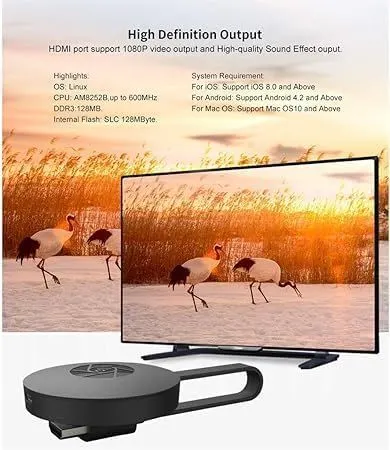 High Definition Output
HDMI port support 1080P video output and High-quality Sound Effect ouput.
Highlights:
OS: Linux
CPU: AM8252B,up to 600MHz
DDR3:128MB.
Internal Flash: SLC 128MByte.
System Requirement:
For iOS: Support iOS 8.0 and Above
For Android: Support Android 4.2 and Above
For Mac OS: Support Mac OS10 and Above